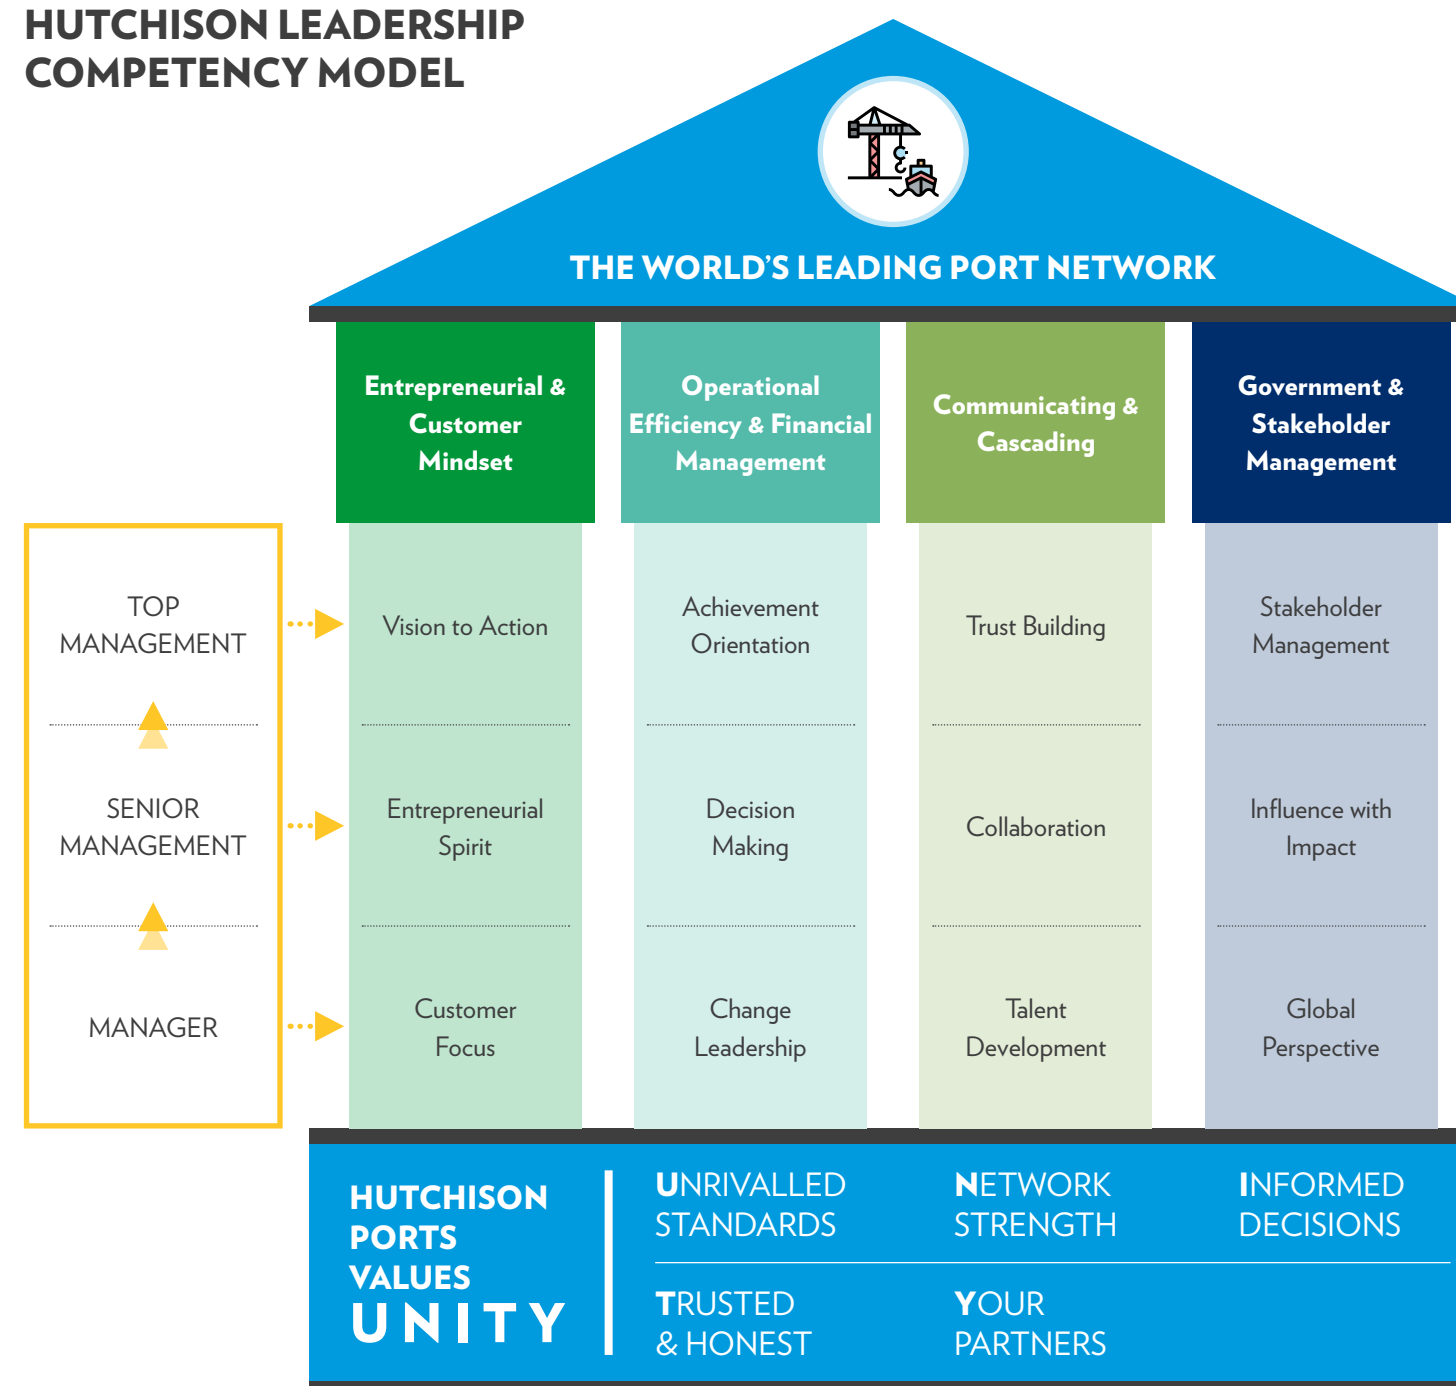 HUTCHISON LEADERSHIP
COMPETENCY MODEL
THE WORLD'S LEADING PORT NETWORK
Entrepreneurial &
Customer
Mindset
Operational
Efficiency & Financial
Management
Communicating &
Cascading
Government &
Stakeholder
Management
TOP
MANAGEMENT
Vision to Action
Achievement
Orientation
Trust Building
Stakeholder
Management
SENIOR
MANAGEMENT
Entrepreneurial
Spirit
Decision
Making
Collaboration
Influence with
Impact
MANAGER
Customer
Focus
Change
Leadership
Talent
Development
Global
Perspective
HUTCHISON
PORTS
VALUES
UNITY
UNRIVALLED
STANDARDS
NETWORK
STRENGTH
INFORMED
DECISIONS
TRUSTED
& HONEST
YOUR
PARTNERS